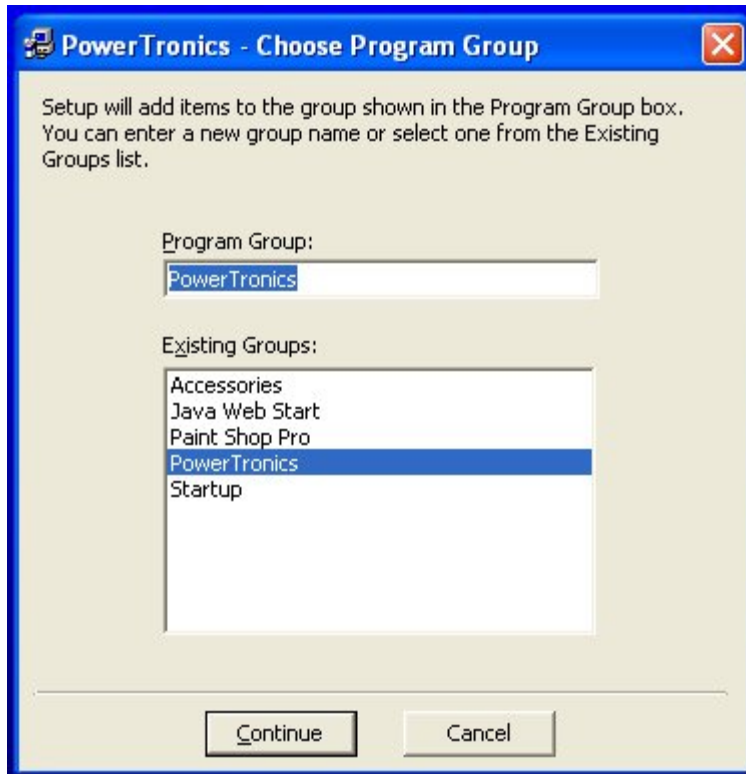 PowerTronics - Choose Program Group
Setup will add items to the group shown in the Program Group box.
You can enter a new group name or select one from the Existing
Groups list.
Program Group:
PowerTronics
Existing Groups:
Accessories
Java Web Start
Paint Shop Pro
PowerTronics
Startup
Continue
Cancel